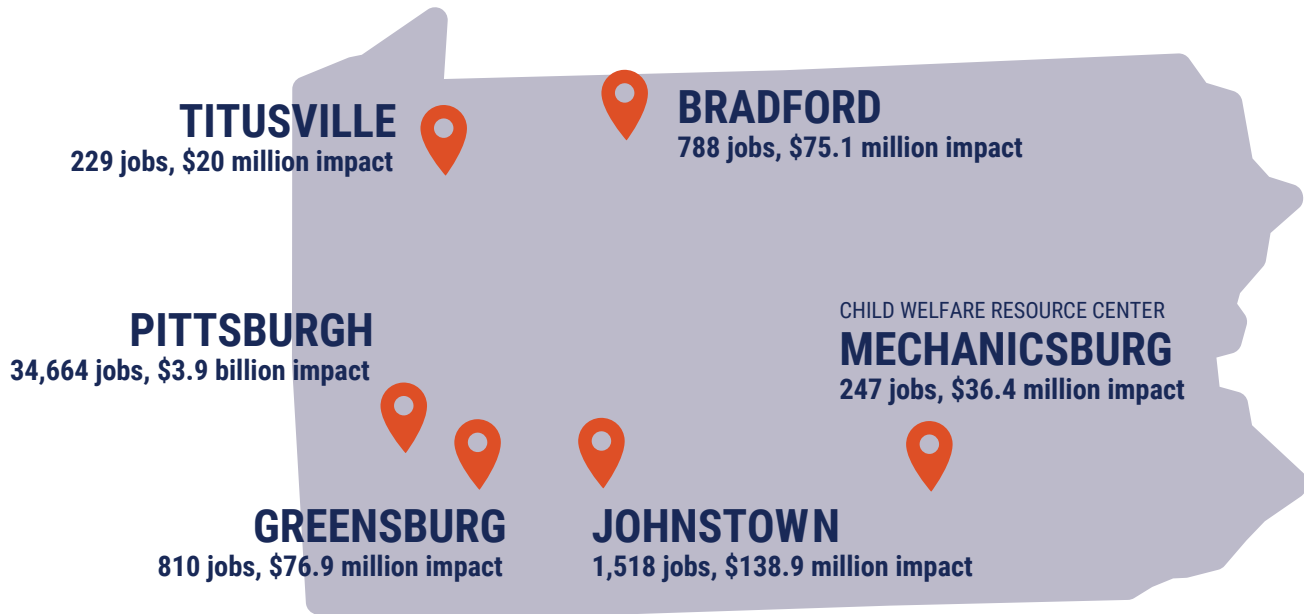 TITUSVILLE
229 jobs, $20 million impact
BRADFORD
788 jobs, $75.1 million impact
PITTSBURGH
34,664 jobs, $3.9 billion impact
CHILD WELFARE RESOURCE CENTER
MECHANICSBURG
247 jobs, $36.4 million impact
GREENSBURG
810 jobs, $76.9 million impact
JOHNSTOWN
1,518 jobs, $138.9 million impact